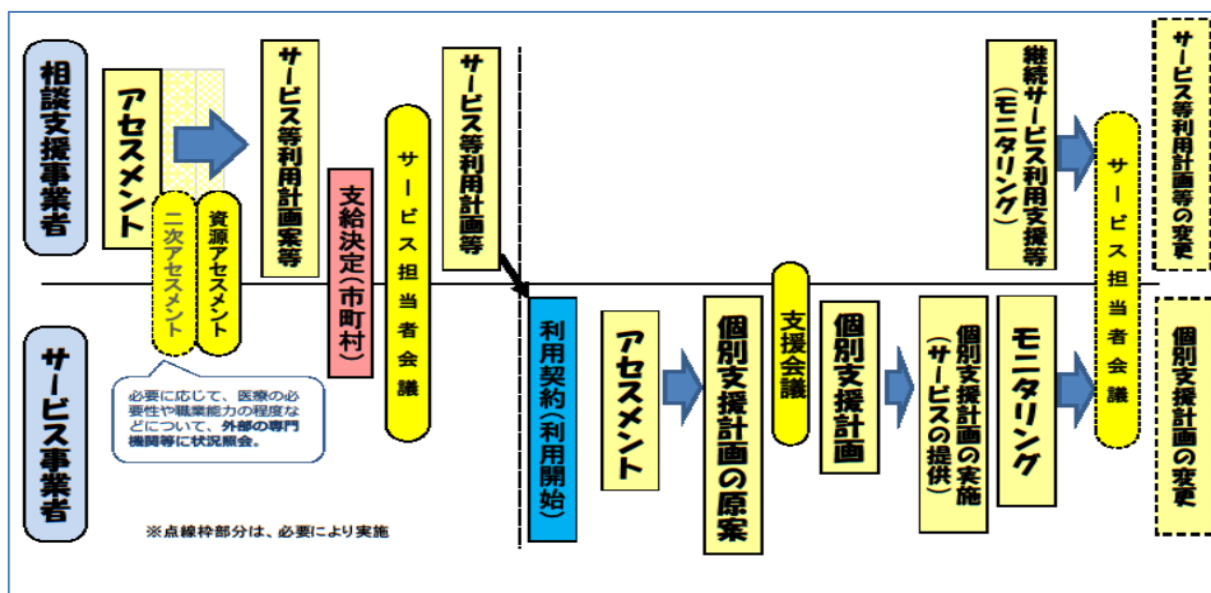 相談支援事業者
アセスメント
二次アセスメント
資源アセスメント
サービス等利用計画案等
支給決定(市町村)
サービス担当者会議
サービス等利用計画等
継続サービス利用支援等
(モニタリング)
サービス担当者会議
サービス等利用計画等の変更
サービス事業者
必要に応じて、医療の必
要性や職業能力の程度な
どについて、外部の専門
機関等に状況照会。
※点線枠部分は、必要により実施
利用契約(利用開始)
アセスメント
個別支援計画の原案
支援会議
個別支援計画
個別支援計画の実施
(サービスの提供)
モニタリング
個別支援計画の変更